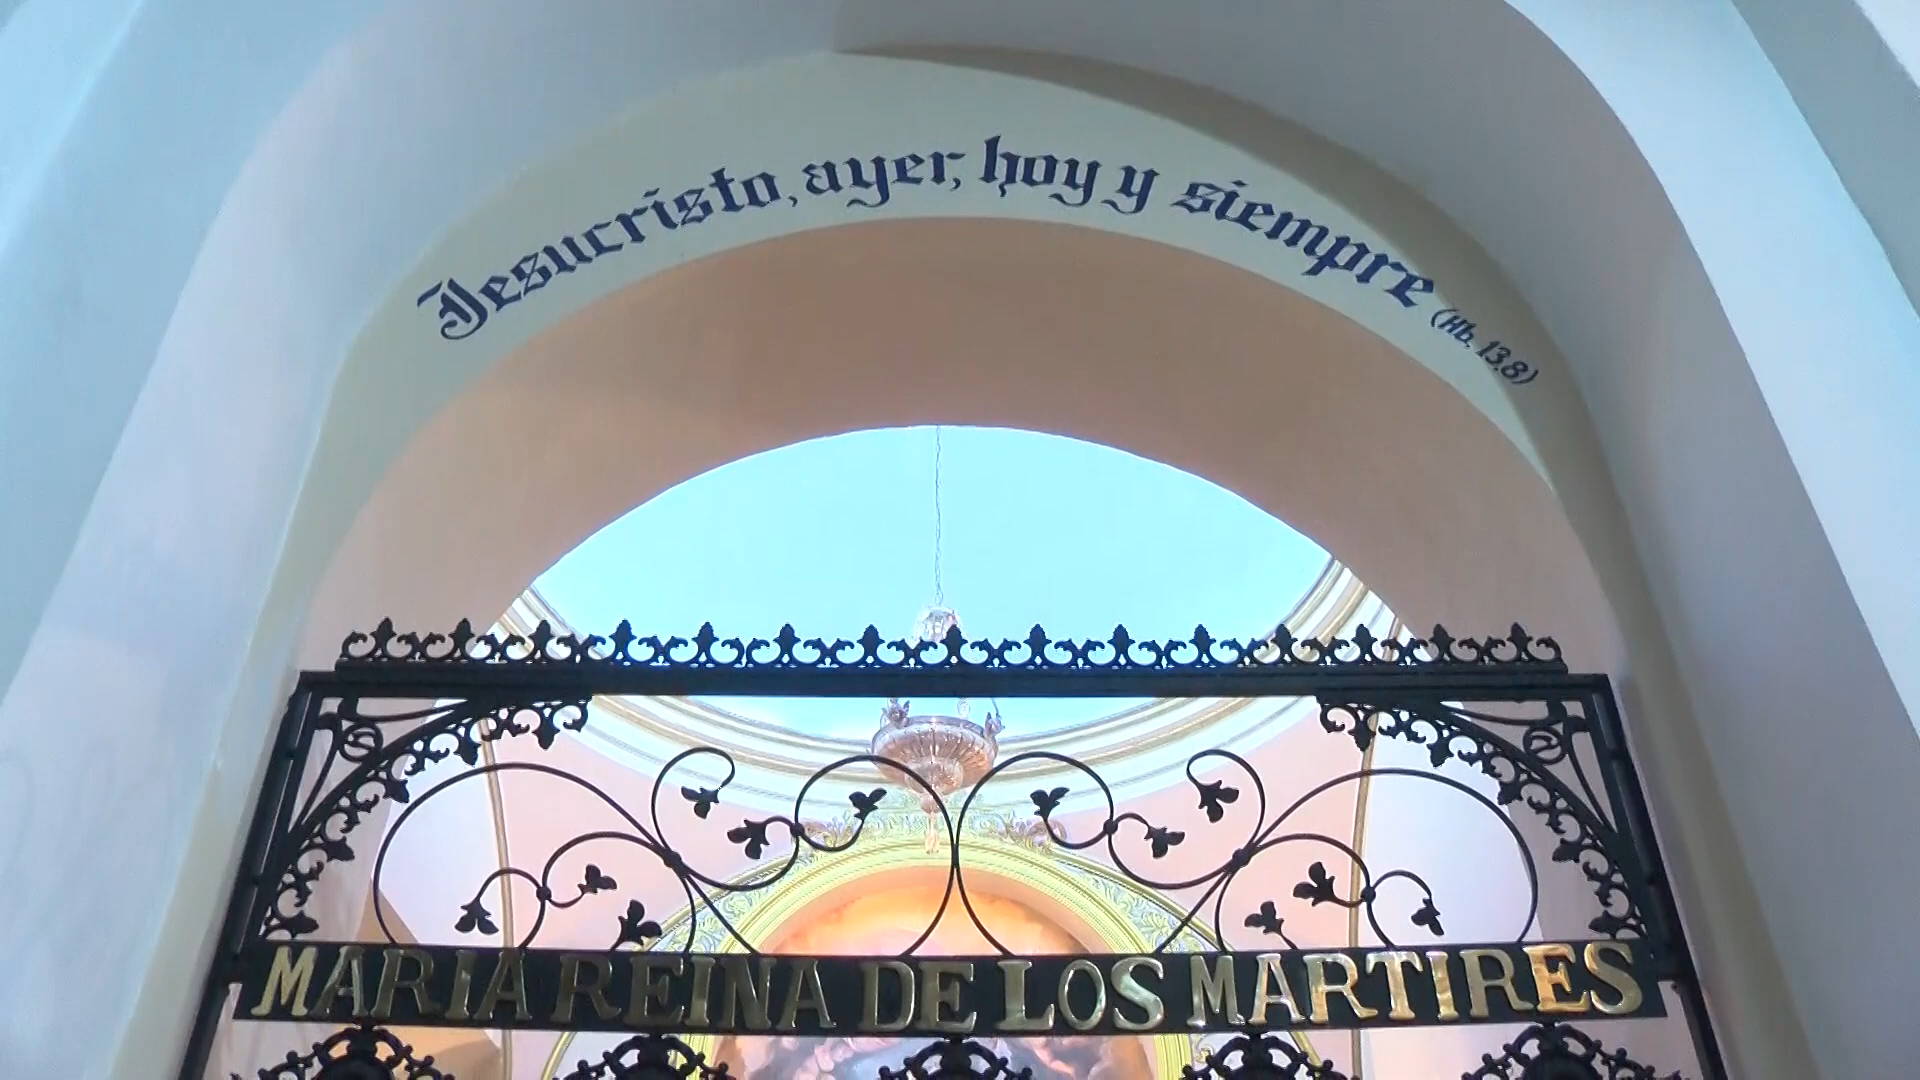 Jesucristo, ayer, hoy y siempre (Hb, 13,8)
MARIA REINA DE LOS MARTIRES